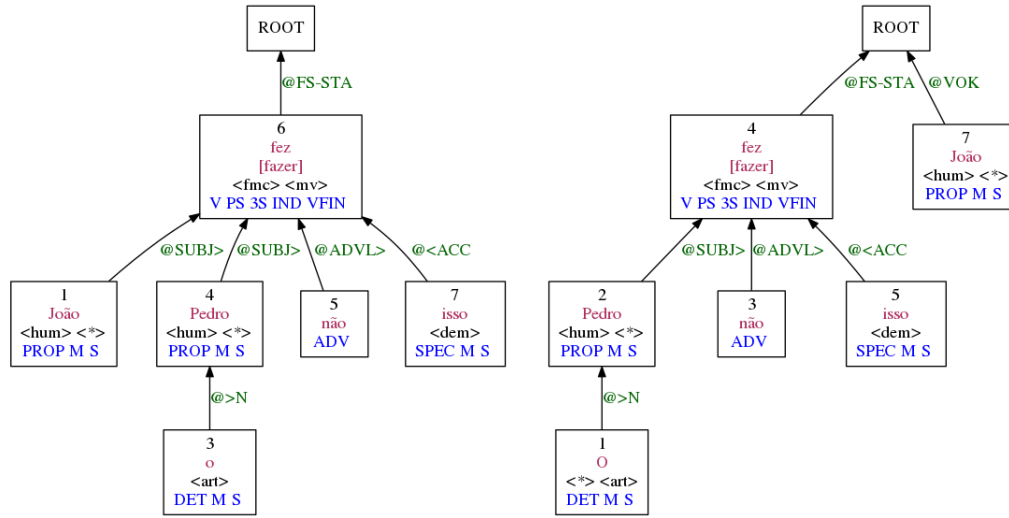 ROOT
@FS-STA
6
fez
[fazer]
<fmc> <mv>
V PS 3S IND VFIN
@SUBJ>
@SUBJ>
@ADVL>
@<ACC
1
João
<hum> <*>
PROP M S
4
Pedro
<hum> <*>
PROP M S
5
não
ADV
7
isso
<dem>
SPEC M S
@>N
3
o
<art>
DET M S
ROOT
@FS-STA
@VOK
4
fez
[fazer]
<fmc> <mv>
V PS 3S IND VFIN
7
João
<hum> <*>
PROP M S
@SUBJ>
@ADVL>
@<ACC
2
Pedro
<hum> <*>
PROP M S
3
não
ADV
5
isso
<dem>
SPEC M S
@>N
1
O
<*> <art>
DET M S